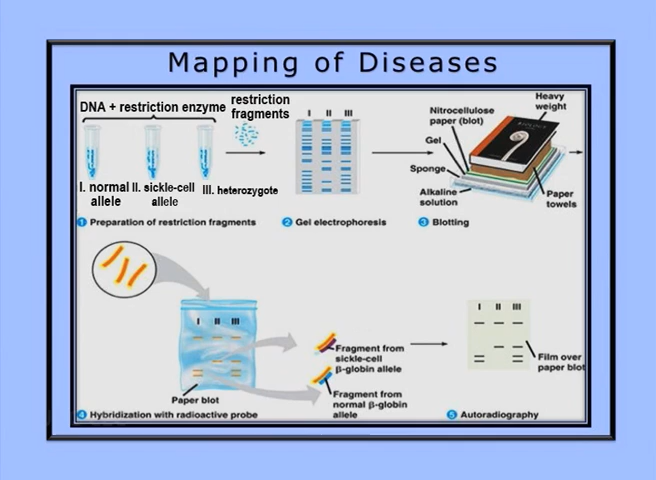 Mapping of Diseases
DNA + restriction enzyme
restriction
fragments
I. normal
allele
II. sickle-cell
allele
III. heterozygote
1 Preparation of restriction fragments
I II III
2 Gel electrophoresis
Heavy
weight
Nitrocellulose
paper (blot)
Gel
Sponge
Alkaline
solution
Paper
towels
3 Blotting
I II III
Paper blot
4 Hybridization with radioactive probe
Fragment from
sickle-cell
β-globin allele
Fragment from
normal β-globin
allele
I II III
Film over
paper blot
5 Autoradiography